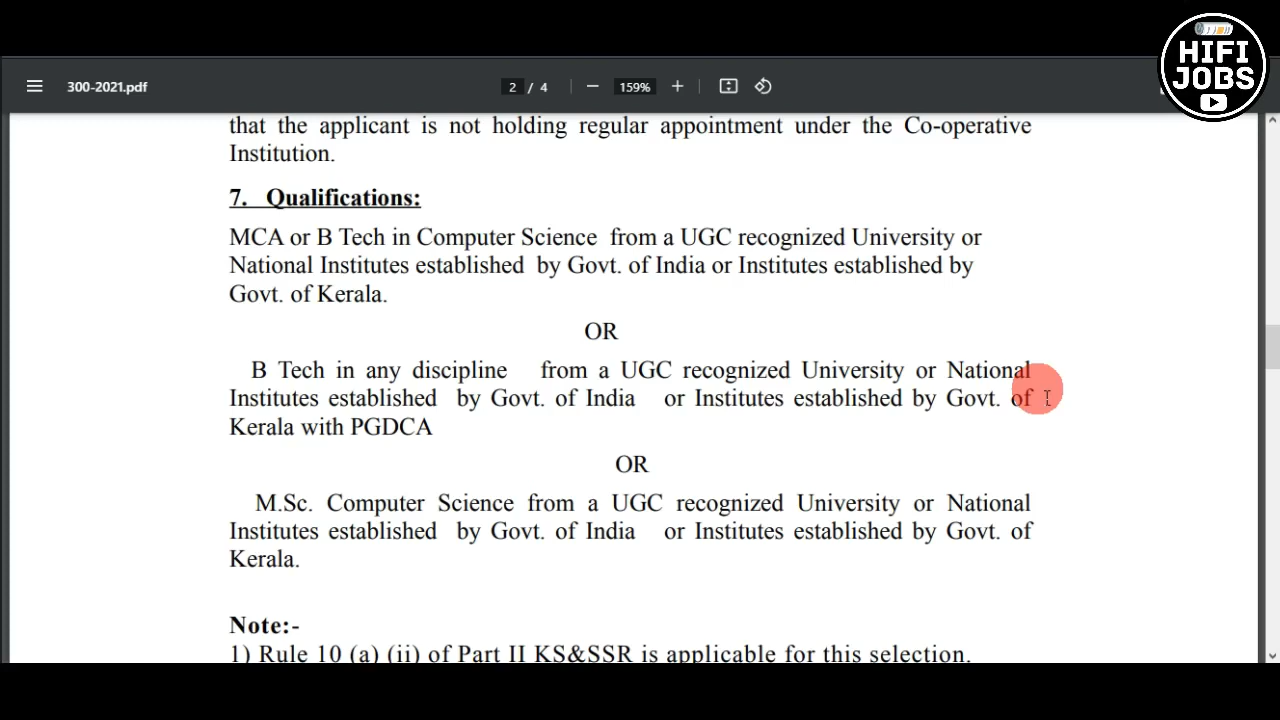 HIFI
JOBS
300-2021.pdf
2 / 4
159%
that the applicant is not holding regular appointment under the Co-operative
Institution.
7. Qualifications:
MCA or B Tech in Computer Science from a UGC recognized University or
National Institutes established by Govt. of India or Institutes established by
Govt. of Kerala.
OR
B Tech in any discipline from a UGC recognized University or National
Institutes established by Govt. of India or Institutes established by Govt. of
Kerala with PGDCA
OR
M.Sc. Computer Science from a UGC recognized University or National
Institutes established by Govt. of India or Institutes established by Govt. of
Kerala.
Note:-
1) Rule 10 (a) (ii) of Part II KS&SSR is applicable for this selection.